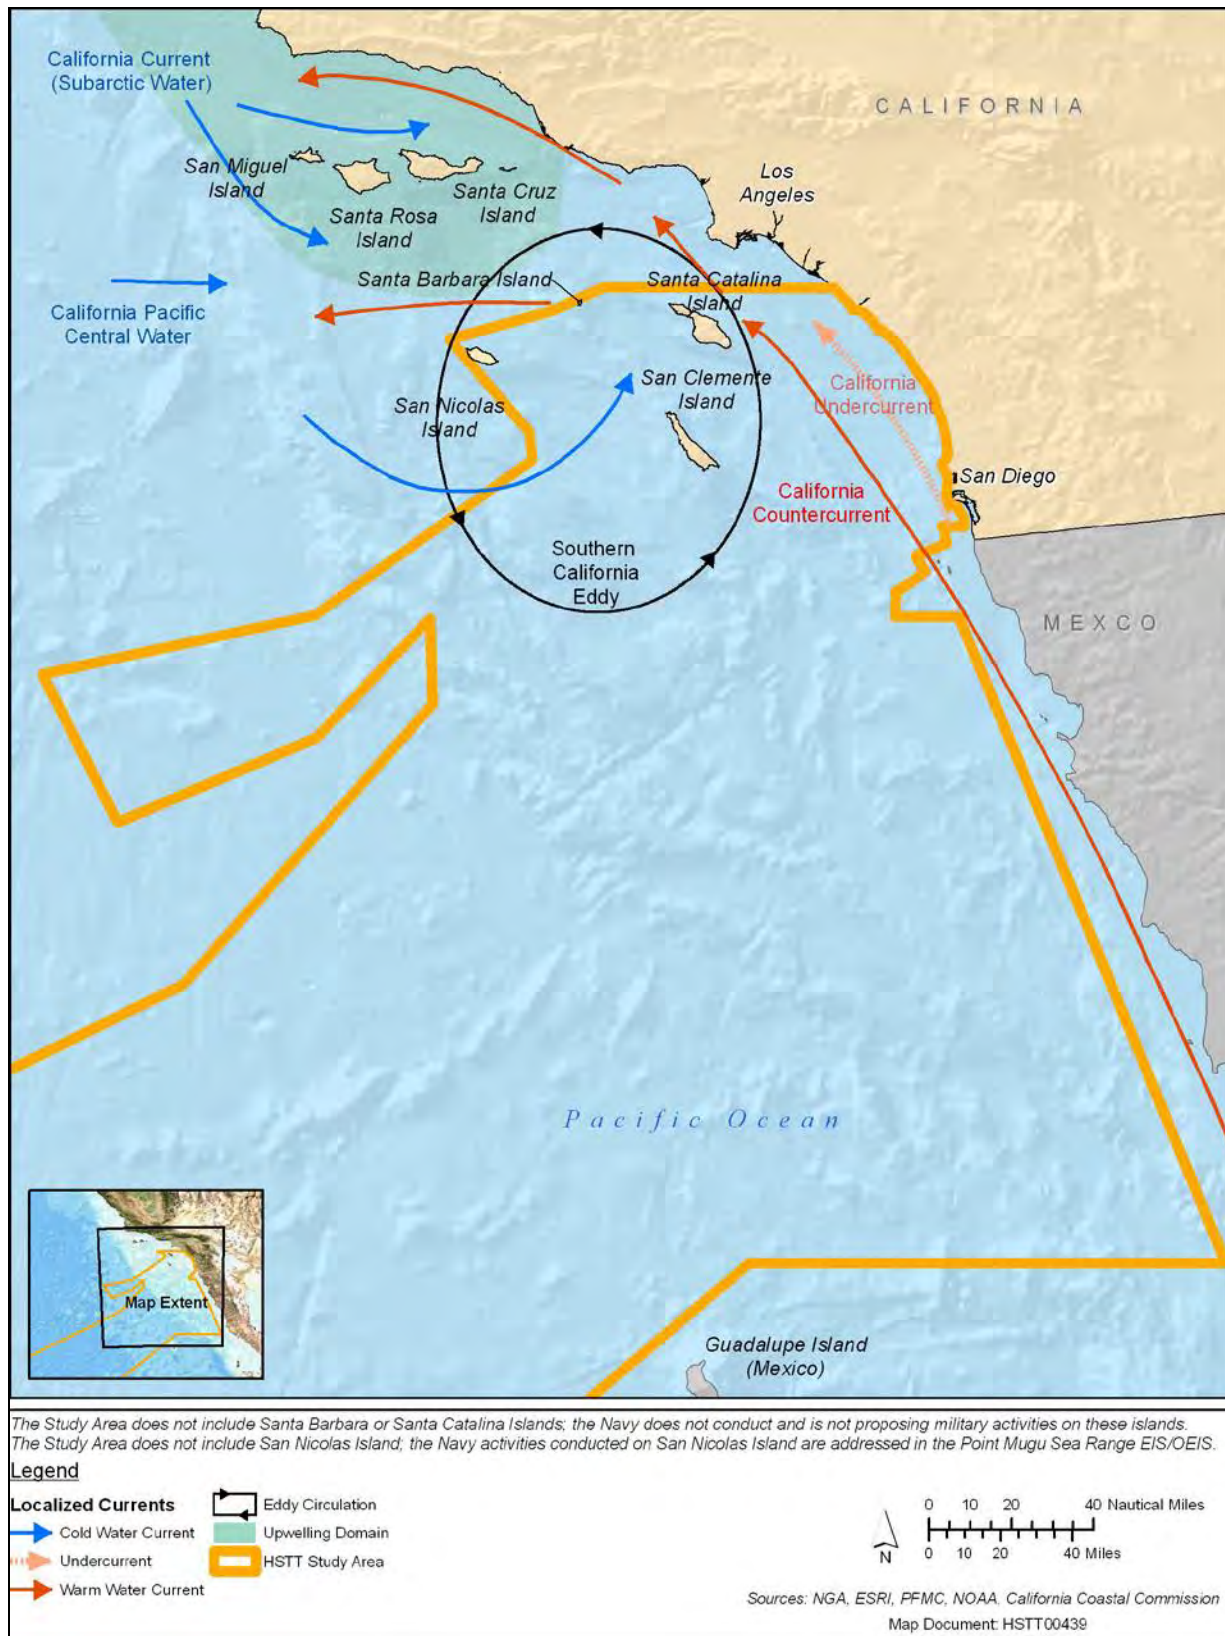 California Current
(Subarctic Water)
CALIFORNIA
San Miguel
Island
Los
Angeles
Santa Cruz
Island
Santa Rosa
Island
Santa Barbara Island
Santa Catalina
Island
California Pacific
Central Water
San Clemente
Island
California
Undercurrent
San Nicolas
Island
San Diego
California
Countercurrent
Southern
California
Eddy
MEXCO
Pacific Ocean
Map Extent
Guadalupe Island
(Mexico)
The Study Area does not include Santa Barbara or Santa Catalina Islands; the Navy does not conduct and is not proposing military activities on these islands.
The Study Area does not include San Nicolas Island; the Navy activities conducted on San Nicolas Island are addressed in the Point Mugu Sea Range EIS/OEIS.
Legend
Localized Currents
Cold Water Current
Undercurrent
Warm Water Current
Eddy Circulation
Upwelling Domain
HSTT Study Area
N
0 10 20 40 Nautical Miles
0 10 20 40 Miles
Sources: NGA, ESRI, PFMC, NOAA, California Coastal Commission
Map Document: HSTT00439